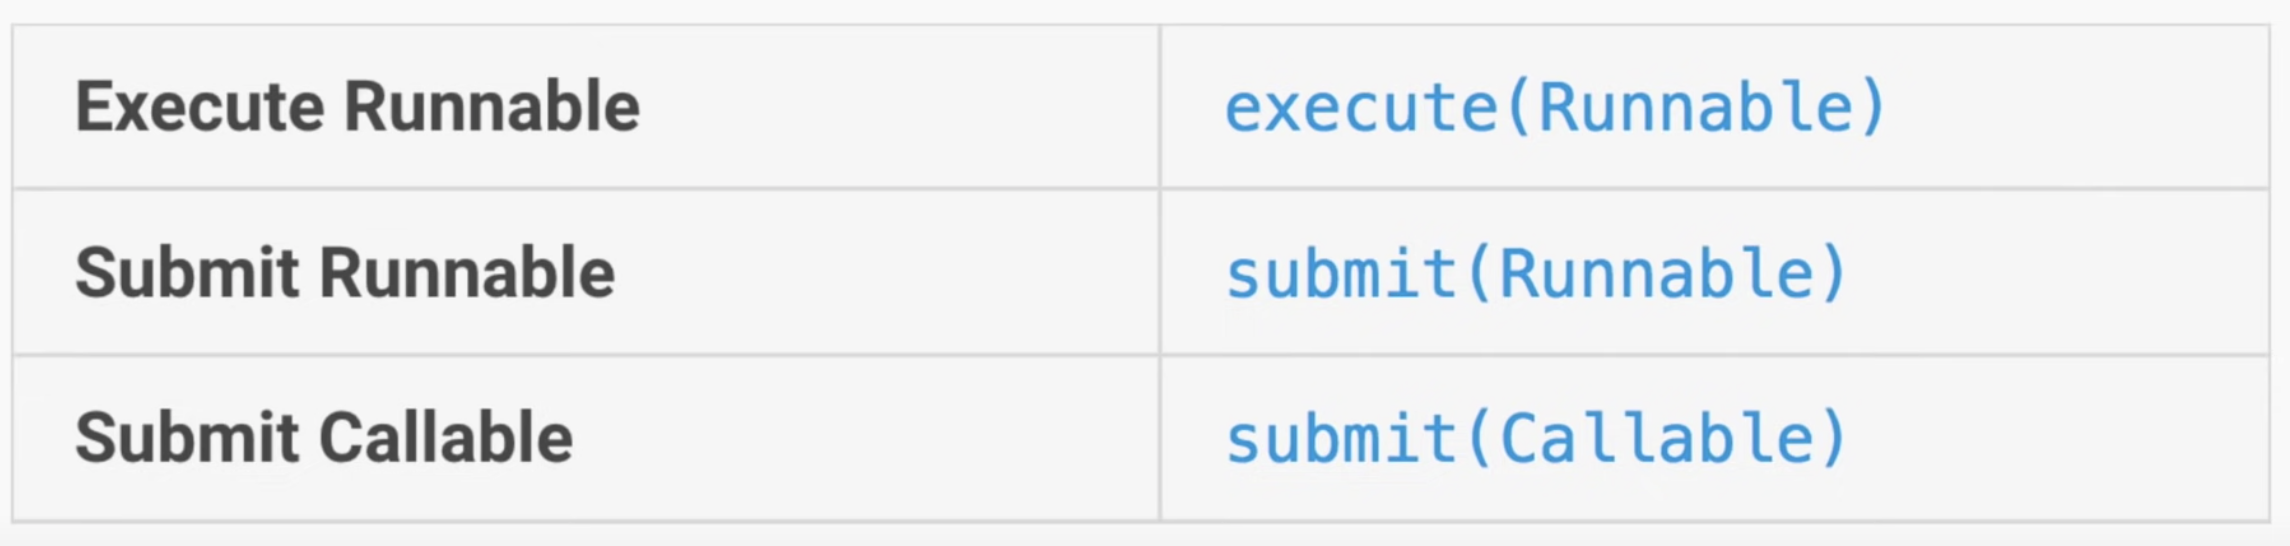 Execute Runnable execute(Runnable)
Submit Runnable submit(Runnable)
Submit Callable submit(Callable)